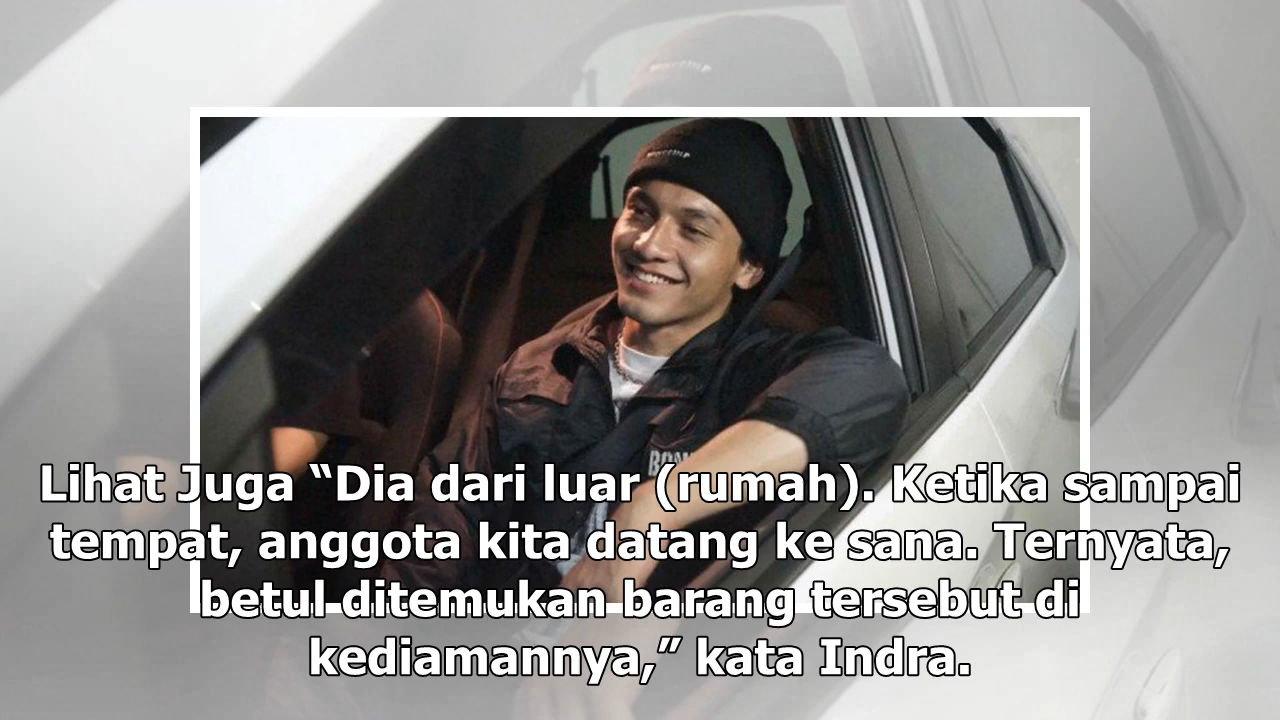 Lihat Juga “Dia dari luar (rumah). Ketika sampai
tempat, anggota kita datang ke sana. Ternyata,
betul ditemukan barang tersebut di
kediamannya,” kata Indra.